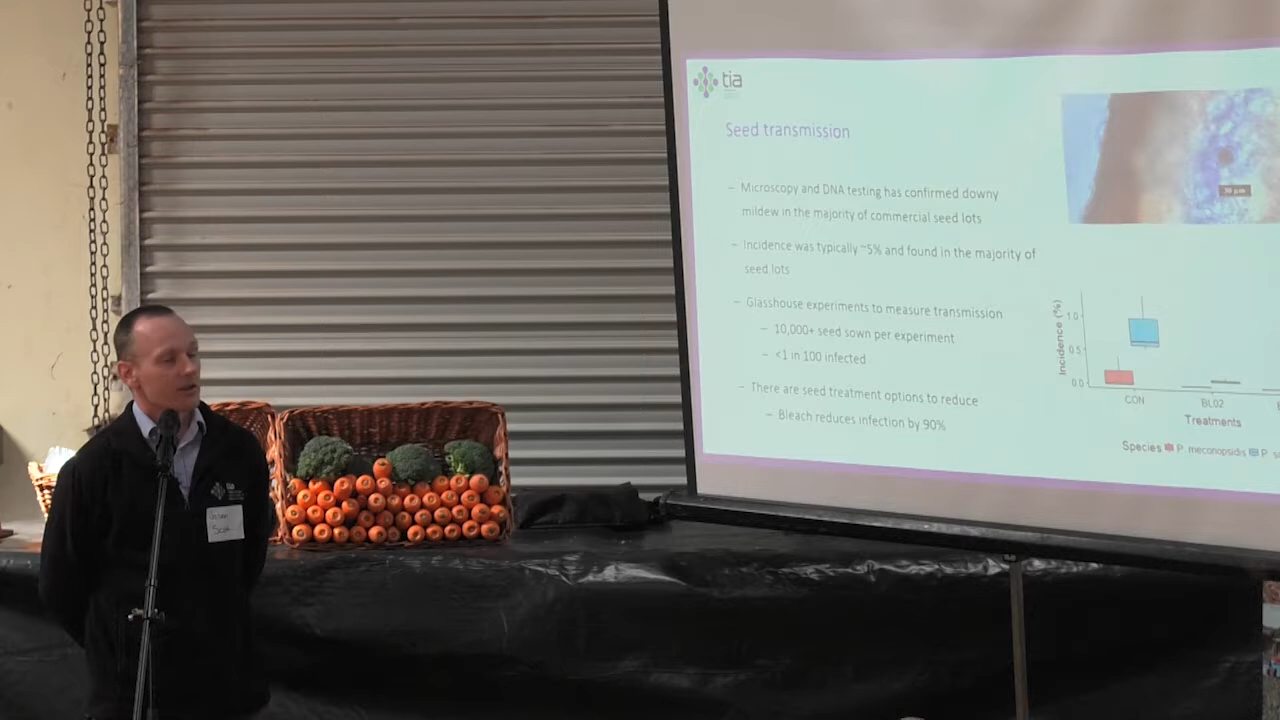 tia
Seed transmission
30 µm
– Microscopy and DNA testing has confirmed downy
mildew in the majority of commercial seed lots
– Incidence was typically ~5% and found in the majority of
seed lots
– Glasshouse experiments to measure transmission
– 10,000+ seed sown per experiment
– <1 in 100 infected
– There are seed treatment options to reduce
– Bleach reduces infection by 90%
Incidence (%)
1.0
0.5
0.0
CON
BL02
Treatments
Species P. meconopsidis P.
tia